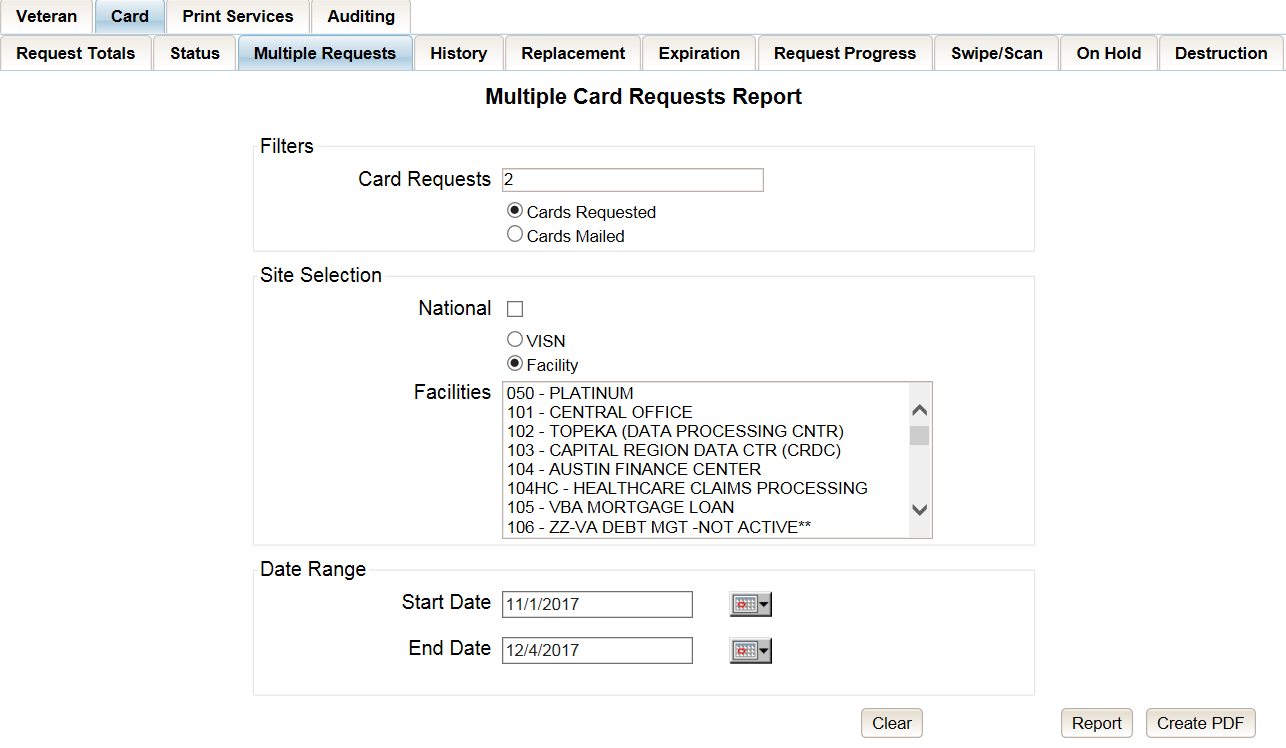 Veteran Card Print Services Auditing
Request Totals Status Multiple Requests History Replacement Expiration Request Progress Swipe/Scan On Hold Destruction
Multiple Card Requests Report
Filters
Card Requests 2
Cards Requested
Cards Mailed
Site Selection
National
VISN
Facility
Facilities 050 - PLATINUM
101 - CENTRAL OFFICE
102 - TOPEKA (DATA PROCESSING CNTR)
103 - CAPITAL REGION DATA CTR (CRDC)
104 - AUSTIN FINANCE CENTER
104HC - HEALTHCARE CLAIMS PROCESSING
105 - VBA MORTGAGE LOAN
106 - ZZ-VA DEBT MGT -NOT ACTIVE**
Date Range
Start Date 11/1/2017
End Date 12/4/2017
Clear Report Create PDF